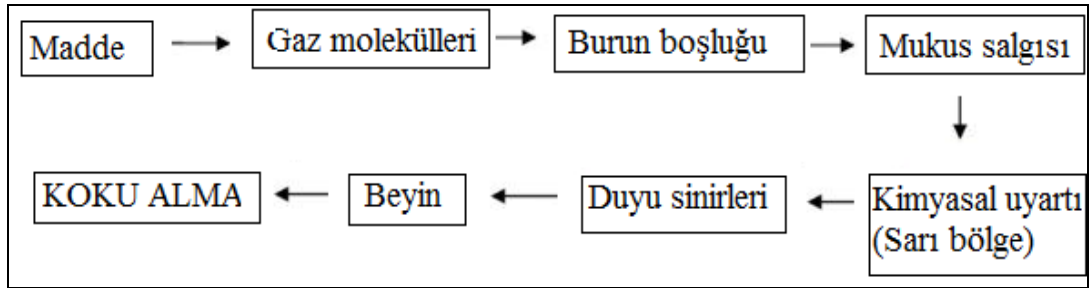 Madde
Gaz molekülleri
Burun boşluğu
Mukus salgısı
Kimyasal uyartı
(Sarı bölge)
Duyu sinirleri
Beyin
KOKU ALMA